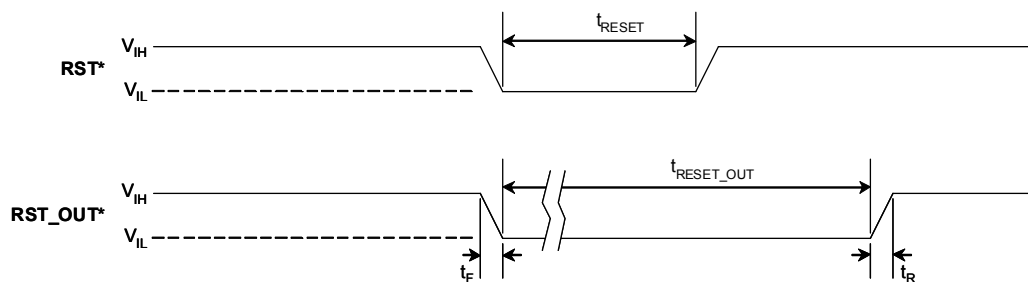 t_RESET
V_IH
RST*
V_IL
t_RESET_OUT
V_IH
RST_OUT*
V_IL
t_F
t_R